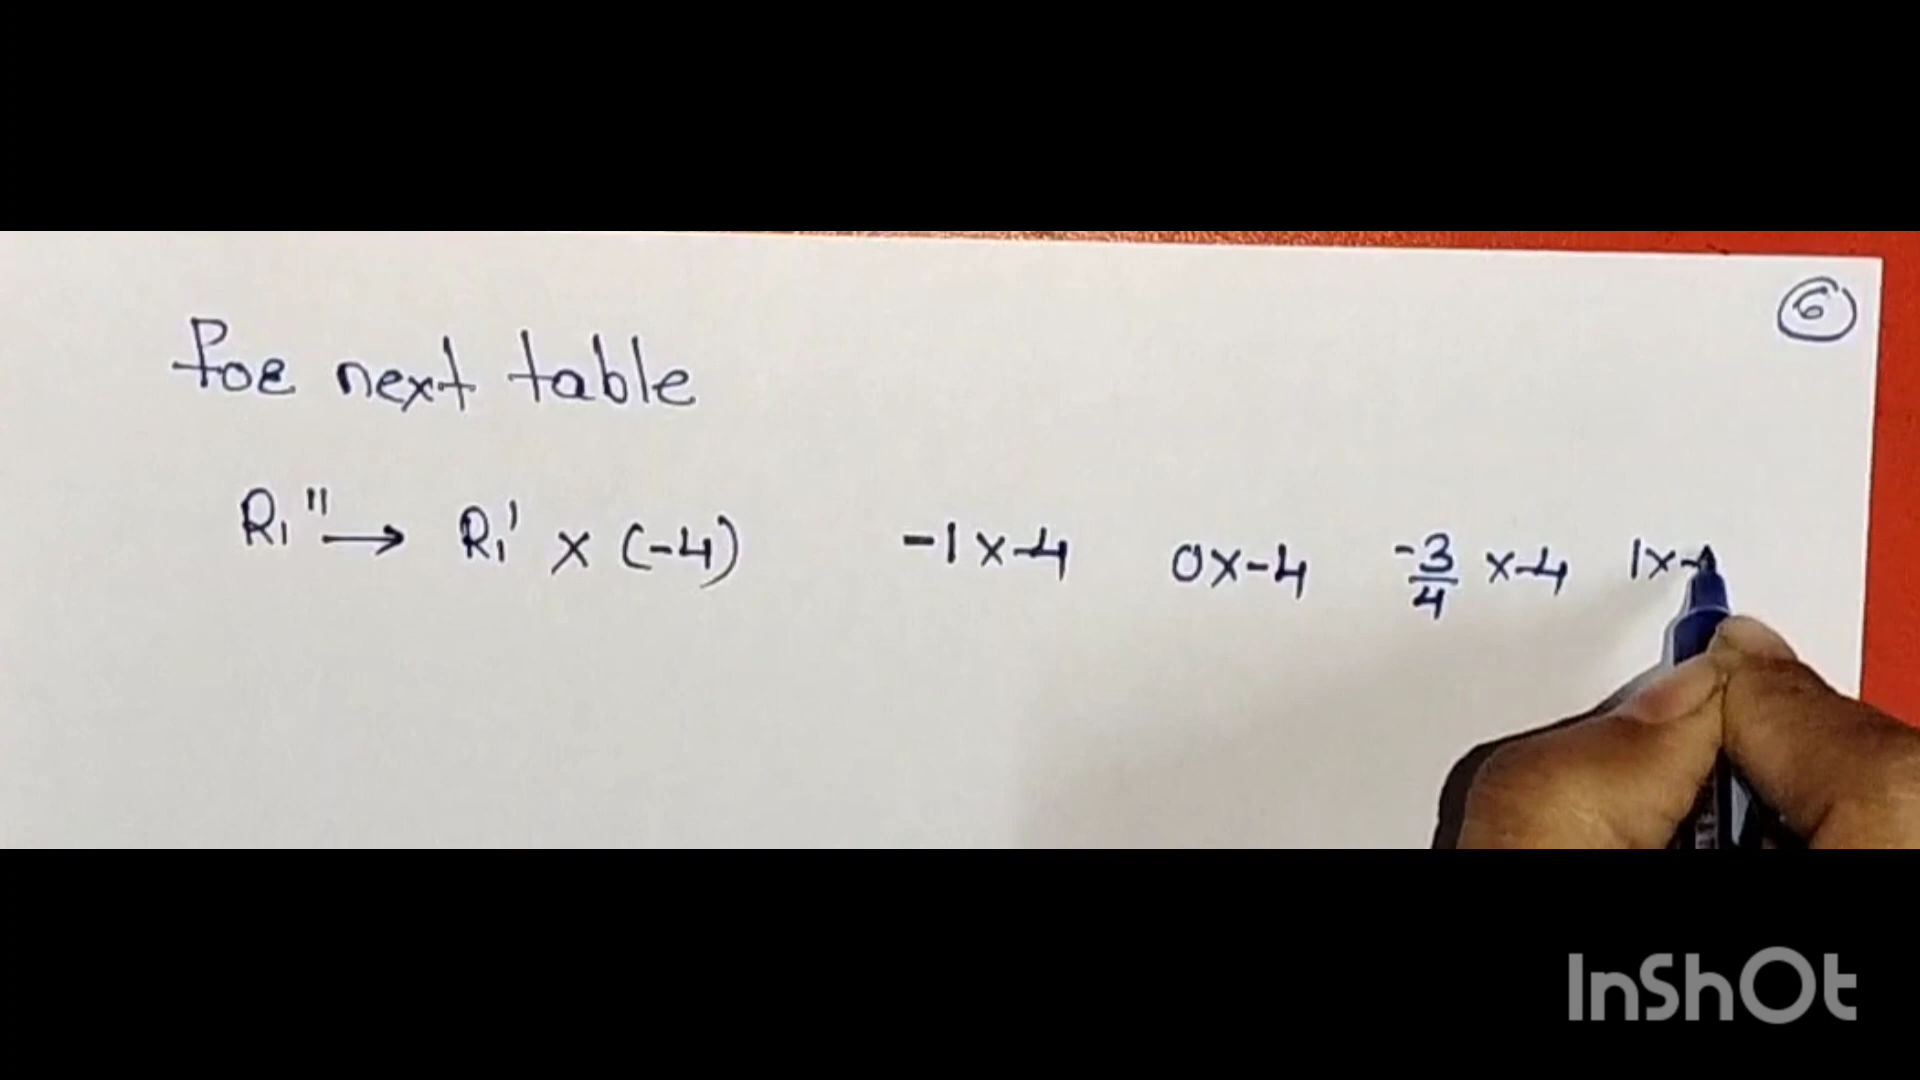 6
For next table
R₁'' → R₁' × (-4) -1×-4 0×-4 -3/4 ×-4 1×-
InShOt